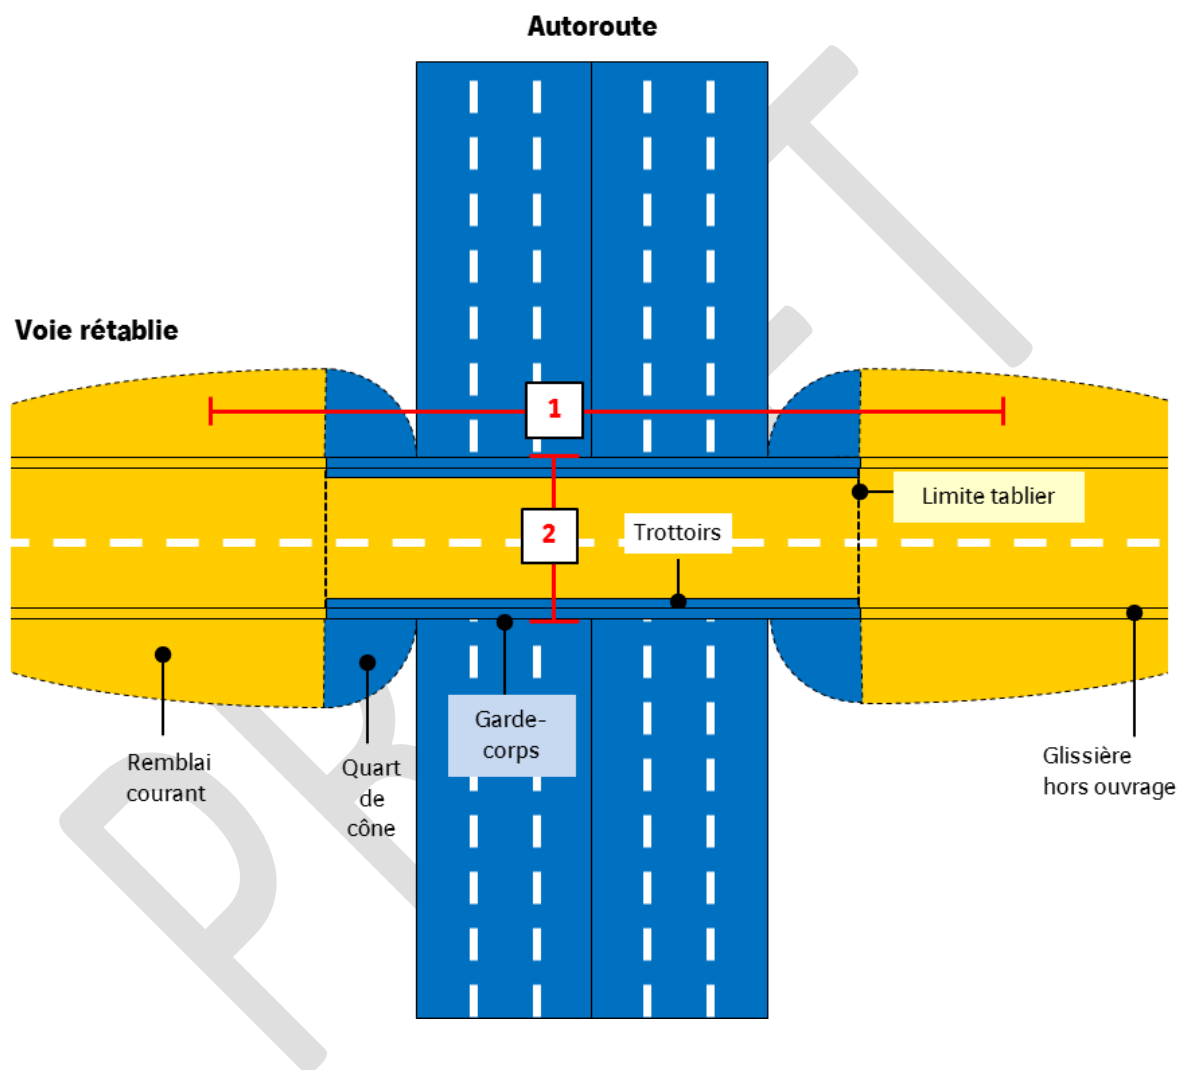 Autoroute
Voie rétablie
1
Limite tablier
2
Trottoirs
Garde-
corps
Remblai
courant
Quart
de
cône
Glissière
hors ouvrage
PROJET